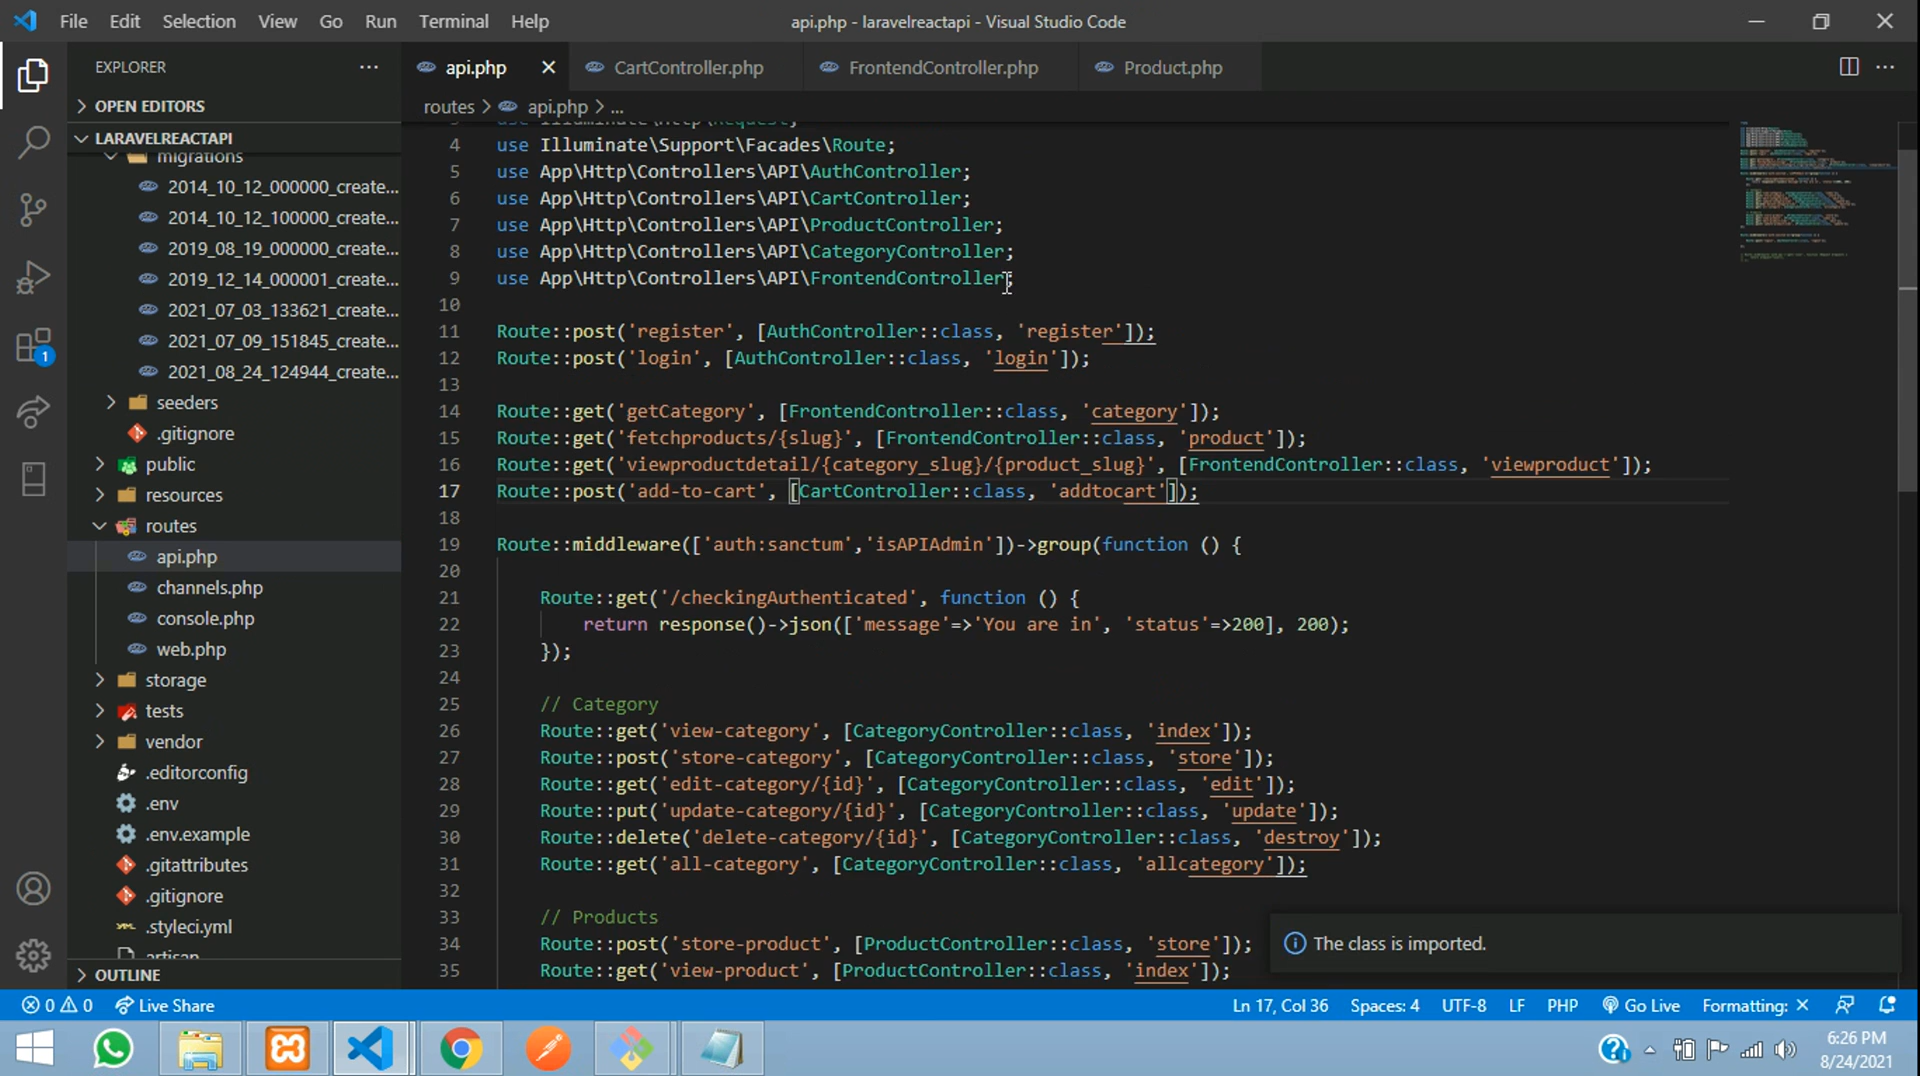 File Edit Selection View Go Run Terminal Help
api.php - laravelreactapi - Visual Studio Code
EXPLORER
OPEN EDITORS
LARAVELREACTAPI
migrations
2014_10_12_000000_create...
2014_10_12_100000_create...
2019_08_19_000000_create...
2019_12_14_000001_create...
2021_07_03_133621_create...
2021_07_09_151845_create...
2021_08_24_124944_create...
seeders
.gitignore
public
resources
routes
api.php
channels.php
console.php
web.php
storage
tests
vendor
.editorconfig
.env
.env.example
.gitattributes
.gitignore
.styleci.yml
artisan
OUTLINE
1
api.php CartController.php FrontendController.php Product.php
routes > api.php > ...
3 use Illuminate\Http\Request;
4 use Illuminate\Support\Facades\Route;
5 use App\Http\Controllers\API\AuthController;
6 use App\Http\Controllers\API\CartController;
7 use App\Http\Controllers\API\ProductController;
8 use App\Http\Controllers\API\CategoryController;
9 use App\Http\Controllers\API\FrontendController;
10
11 Route::post('register', [AuthController::class, 'register']);
12 Route::post('login', [AuthController::class, 'login']);
13
14 Route::get('getCategory', [FrontendController::class, 'category']);
15 Route::get('fetchproducts/{slug}', [FrontendController::class, 'product']);
16 Route::get('viewproductdetail/{category_slug}/{product_slug}', [FrontendController::class, 'viewproduct']);
17 Route::post('add-to-cart', [CartController::class, 'addtocart']);
18
19 Route::middleware(['auth:sanctum','isAPIAdmin'])->group(function () {
20
21 Route::get('/checkingAuthenticated', function () {
22 return response()->json(['message'=>'You are in', 'status'=>200], 200);
23 });
24
25 // Category
26 Route::get('view-category', [CategoryController::class, 'index']);
27 Route::post('store-category', [CategoryController::class, 'store']);
28 Route::get('edit-category/{id}', [CategoryController::class, 'edit']);
29 Route::put('update-category/{id}', [CategoryController::class, 'update']);
30 Route::delete('delete-category/{id}', [CategoryController::class, 'destroy']);
31 Route::get('all-category', [CategoryController::class, 'allcategory']);
32
33 // Products
34 Route::post('store-product', [ProductController::class, 'store']);
35 Route::get('view-product', [ProductController::class, 'index']);
The class is imported.
0 0 Live Share Ln 17, Col 36 Spaces: 4 UTF-8 LF PHP Go Live Formatting: ×
6:26 PM
8/24/2021